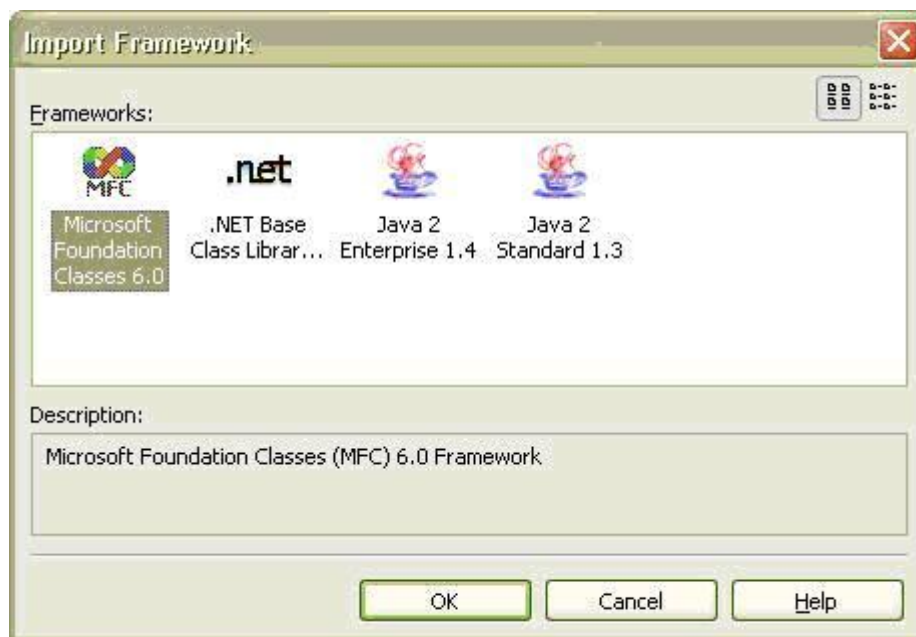 Import Framework
Frameworks:
MFC
Microsoft
Foundation
Classes 6.0
.net
.NET Base
Class Librar...
Java 2
Enterprise 1.4
Java 2
Standard 1.3
Description:
Microsoft Foundation Classes (MFC) 6.0 Framework
OK
Cancel
Help